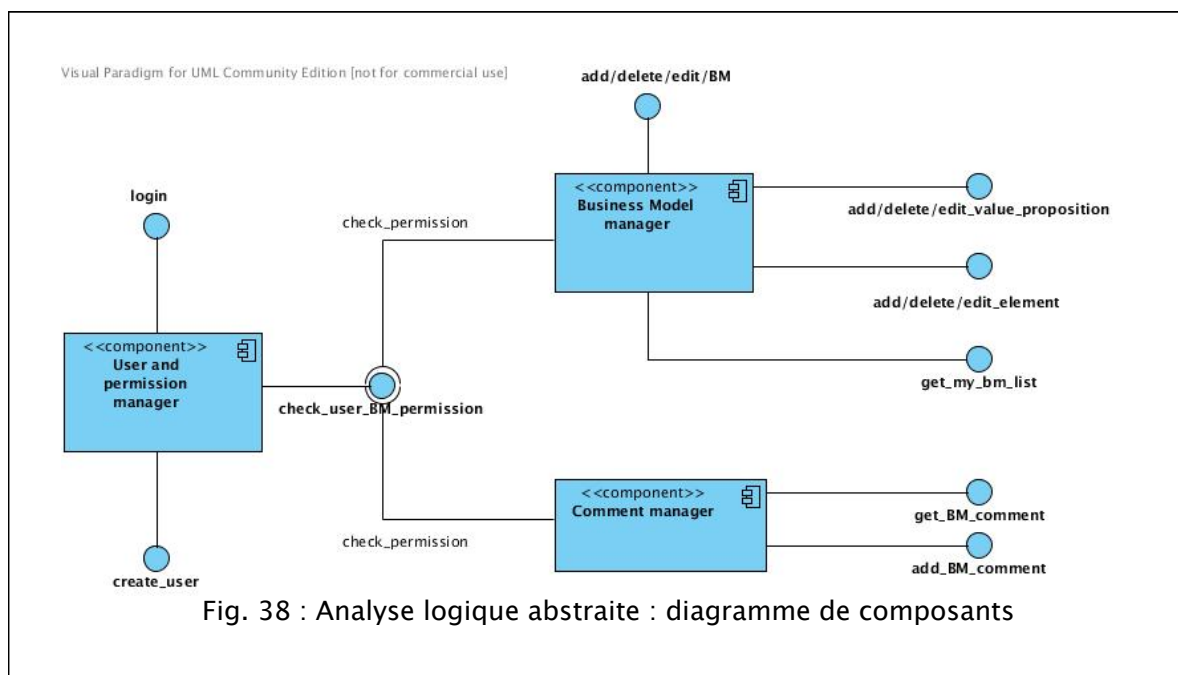 Visual Paradigm for UML Community Edition [not for commercial use]
add/delete/edit/BM
<<component>>
Business Model
manager
add/delete/edit_value_proposition
add/delete/edit_element
get_my_bm_list
login
check_permission
<<component>>
User and
permission
manager
check_user_BM_permission
create_user
check_permission
<<component>>
Comment manager
get_BM_comment
add_BM_comment
Fig. 38 : Analyse logique abstraite : diagramme de composants